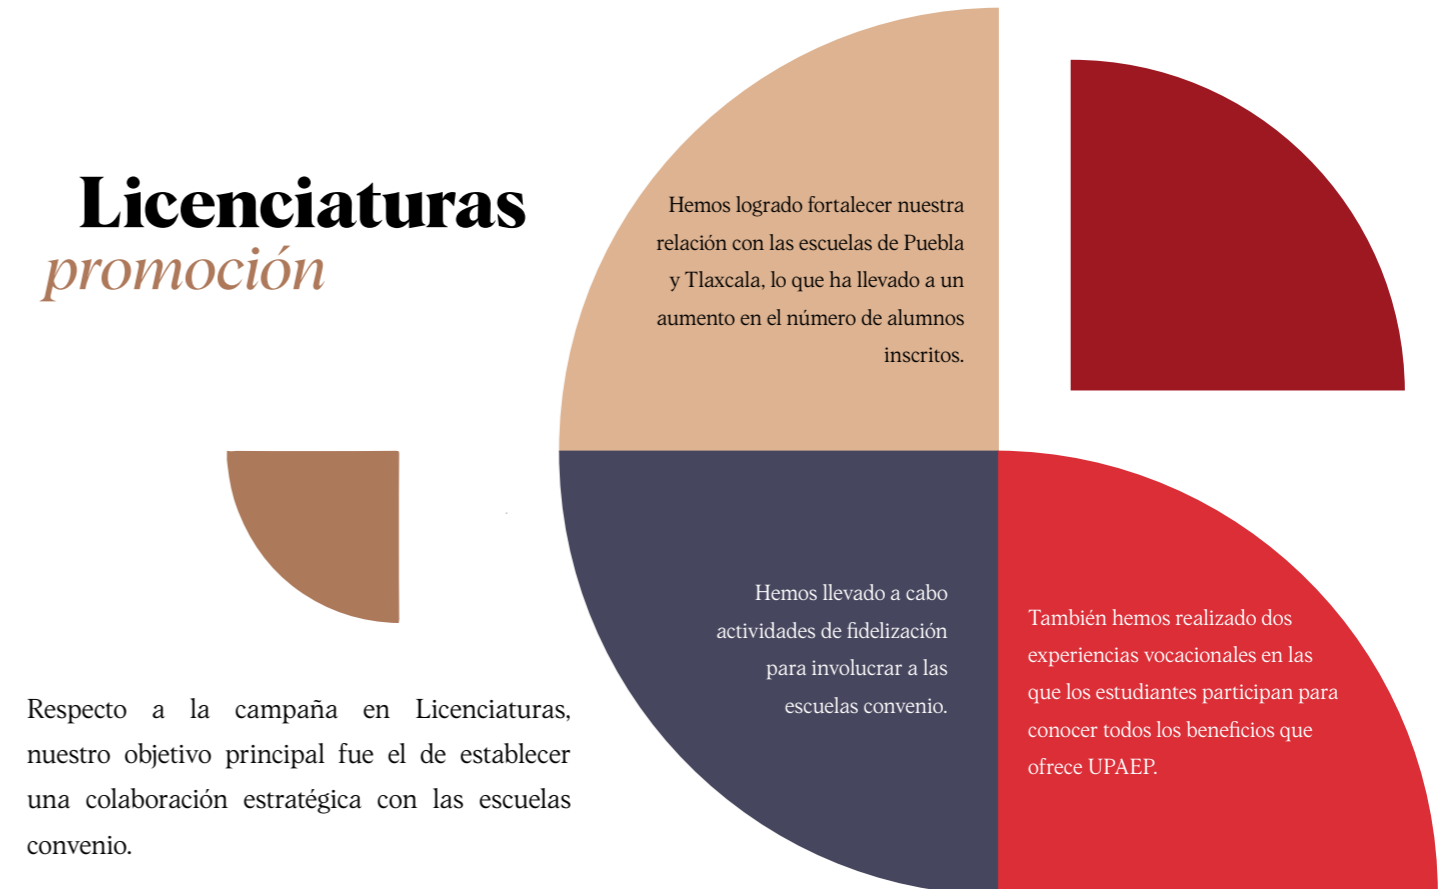 Licenciaturas
promoción
Respecto a la campaña en Licenciaturas,
nuestro objetivo principal fue el de establecer
una colaboración estratégica con las escuelas
convenio.
Hemos logrado fortalecer nuestra
relación con las escuelas de Puebla
y Tlaxcala, lo que ha llevado a un
aumento en el número de alumnos
inscritos.
Hemos llevado a cabo
actividades de fidelización
para involucrar a las
escuelas convenio.
También hemos realizado dos
experiencias vocacionales en las
que los estudiantes participan para
conocer todos los beneficios que
ofrece UPAEP.